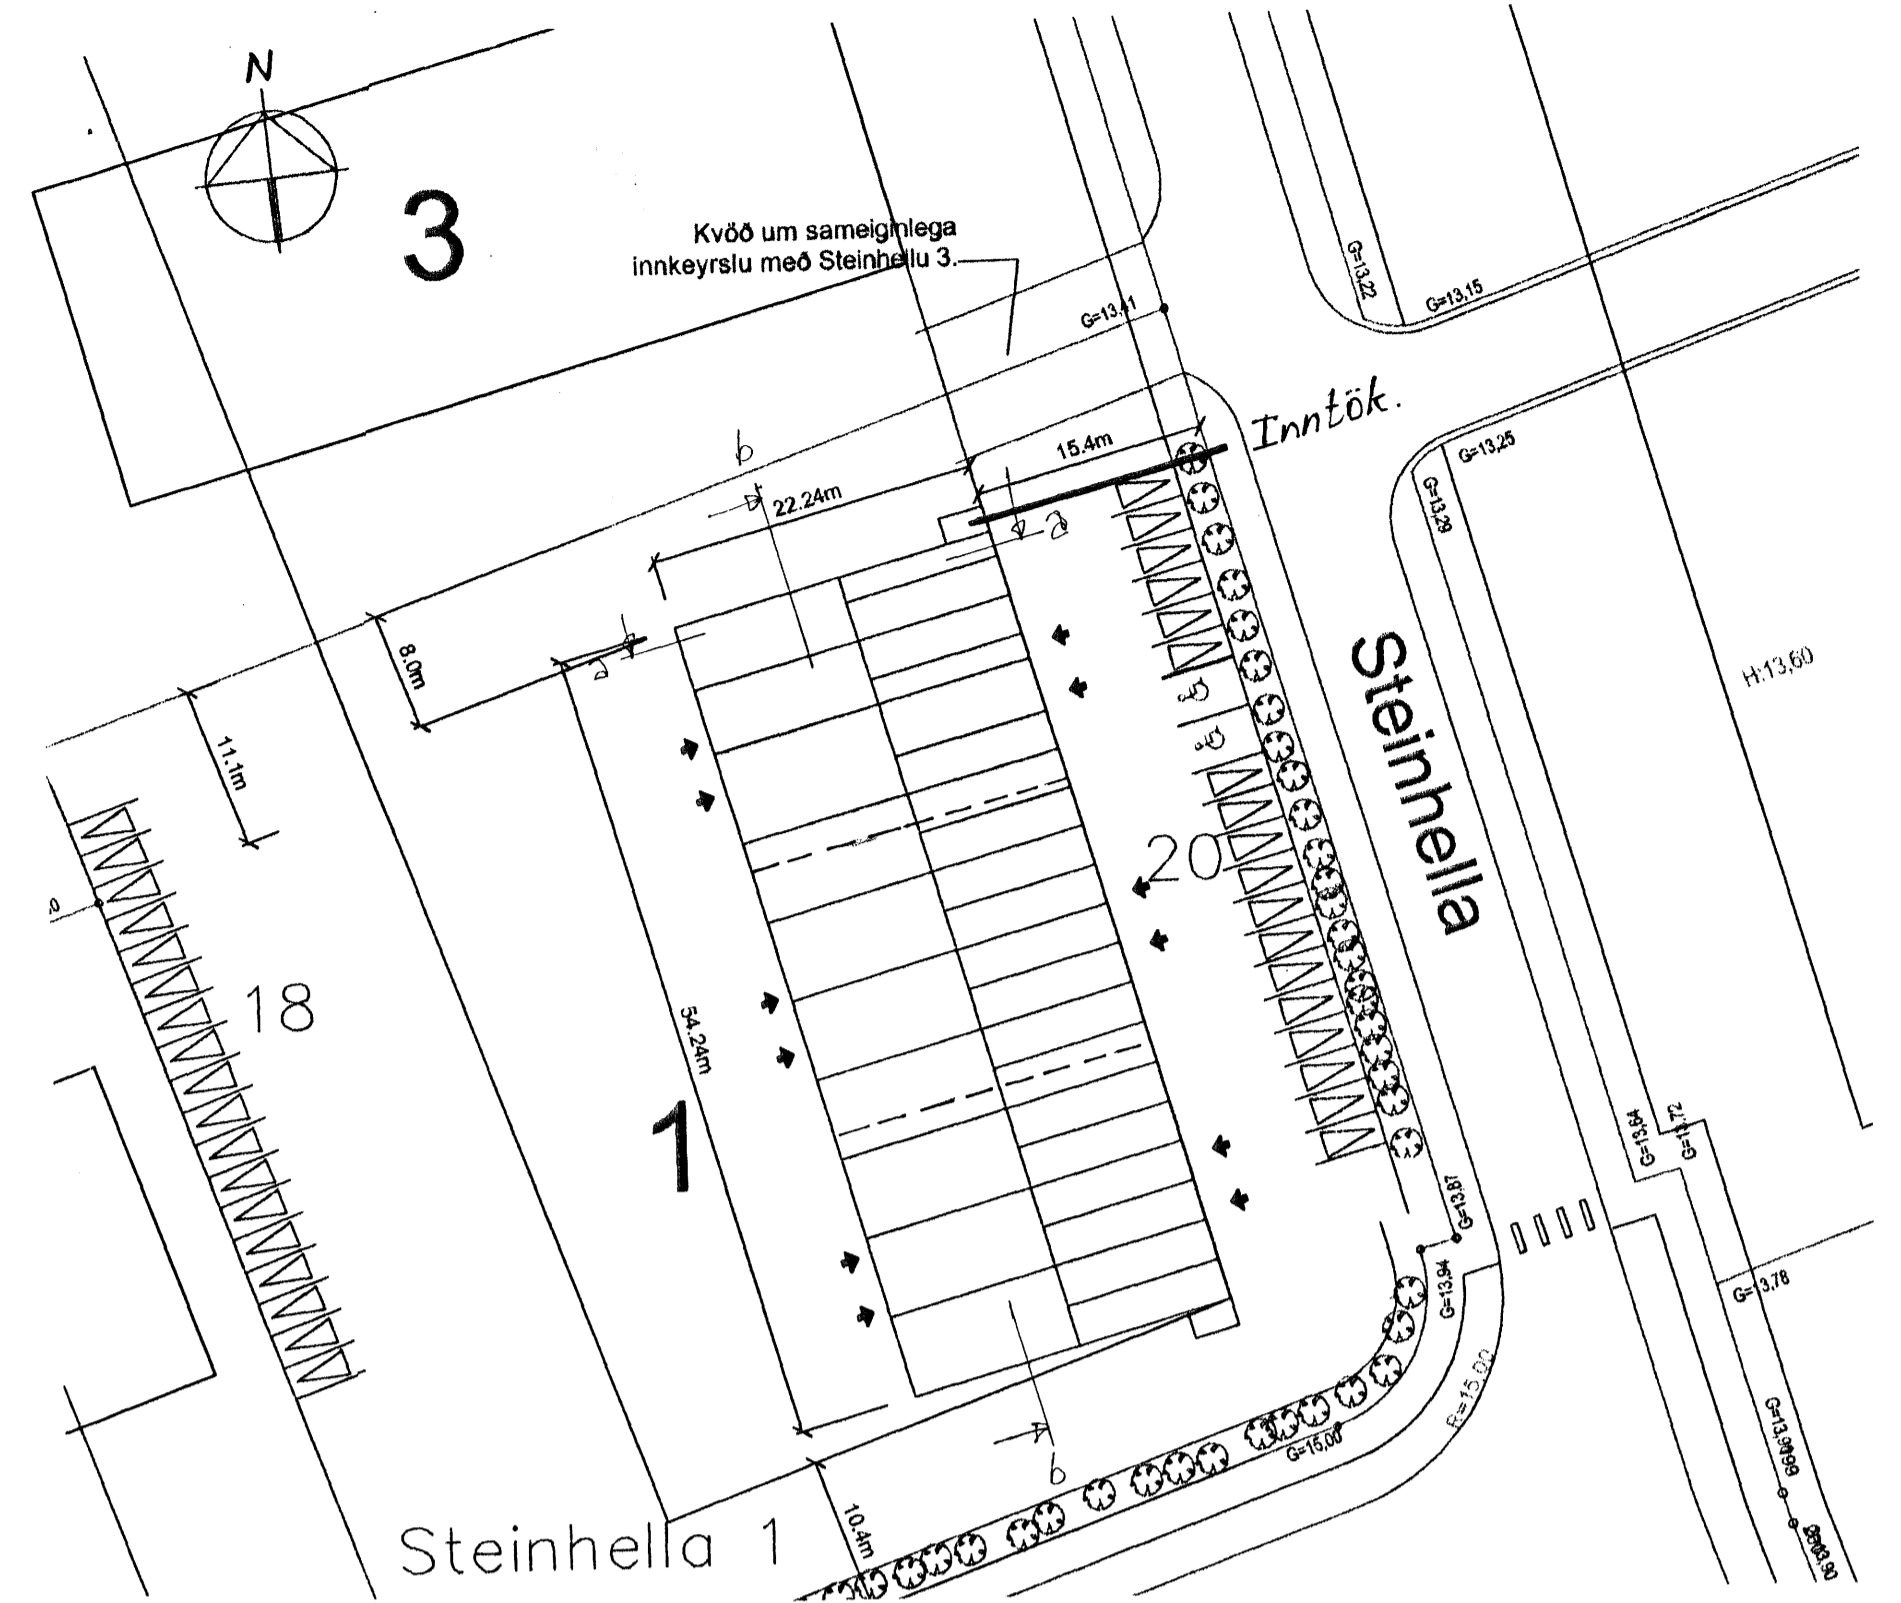 N
3
Kvöð um sameiginlega
innkeyrslu með Steinhellu 3.
G=13,41
G=13,22
G=13,15
Inntök.
15.4m
G=13,25
G=13,29
b
22.24m
a
8.0m
a
11.1m
Steinhella
H:13,60
20
18
54.24m
1
G=13,64
G=13,72
G=13,87
G=13,94
G=13,78
R=15,00
G=15,00
b
10.4m
Steinhella 1